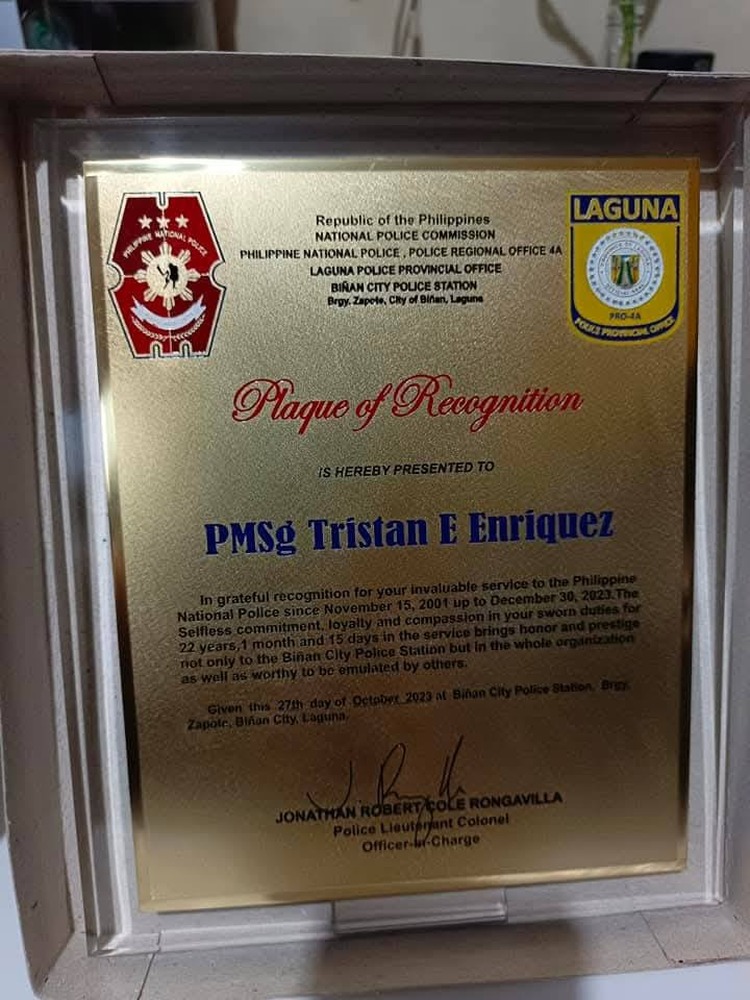 PHILIPPINE NATIONAL POLICE
LAGUNA
PRO-4A
POLICE PROVINCIAL OFFICE
Republic of the Philippines
NATIONAL POLICE COMMISSION
PHILIPPINE NATIONAL POLICE , POLICE REGIONAL OFFICE 4A
LAGUNA POLICE PROVINCIAL OFFICE
BIÑAN CITY POLICE STATION
Brgy. Zapote, City of Biñan, Laguna
Plaque of Recognition
IS HEREBY PRESENTED TO
PMSg Tristan E Enriquez
In grateful recognition for your invaluable service to the Philippine
National Police since November 15, 2001 up to December 30, 2023.The
Selfless commitment, loyalty and compassion in your sworn duties for
22 years,1 month and 15 days in the service brings honor and prestige
not only to the Biñan City Police Station but in the whole organization
as well as worthy to be emulated by others.
Given this 27th day of October 2023 at Biñan City Police Station, Brgy.
Zapote, Biñan City, Laguna.
JONATHAN ROBERT COLE RONGAVILLA
Police Lieutenant Colonel
Officer-In-Charge